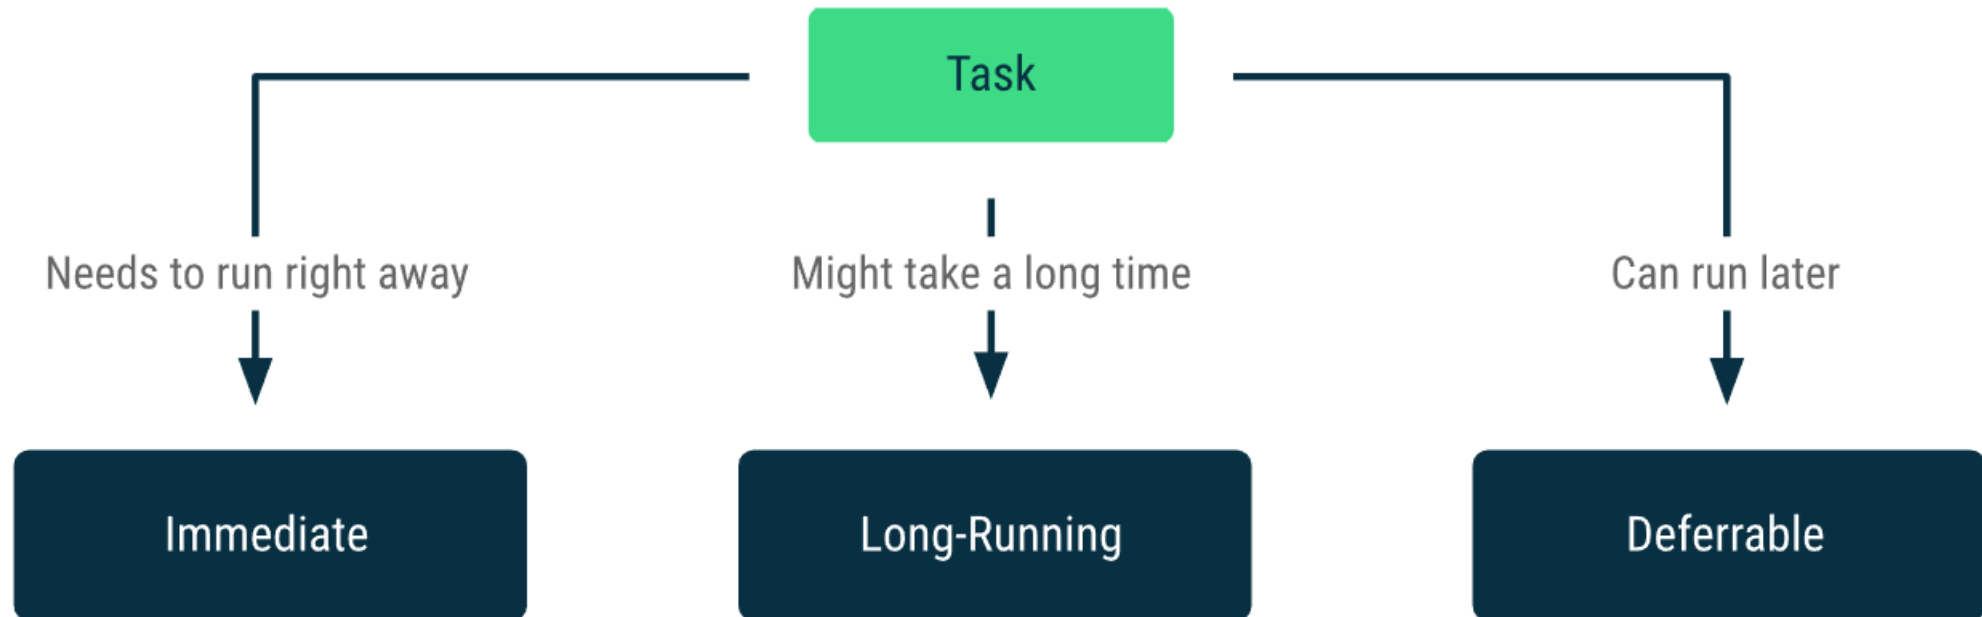 Task
Needs to run right away
Might take a long time
Can run later
Immediate
Long-Running
Deferrable